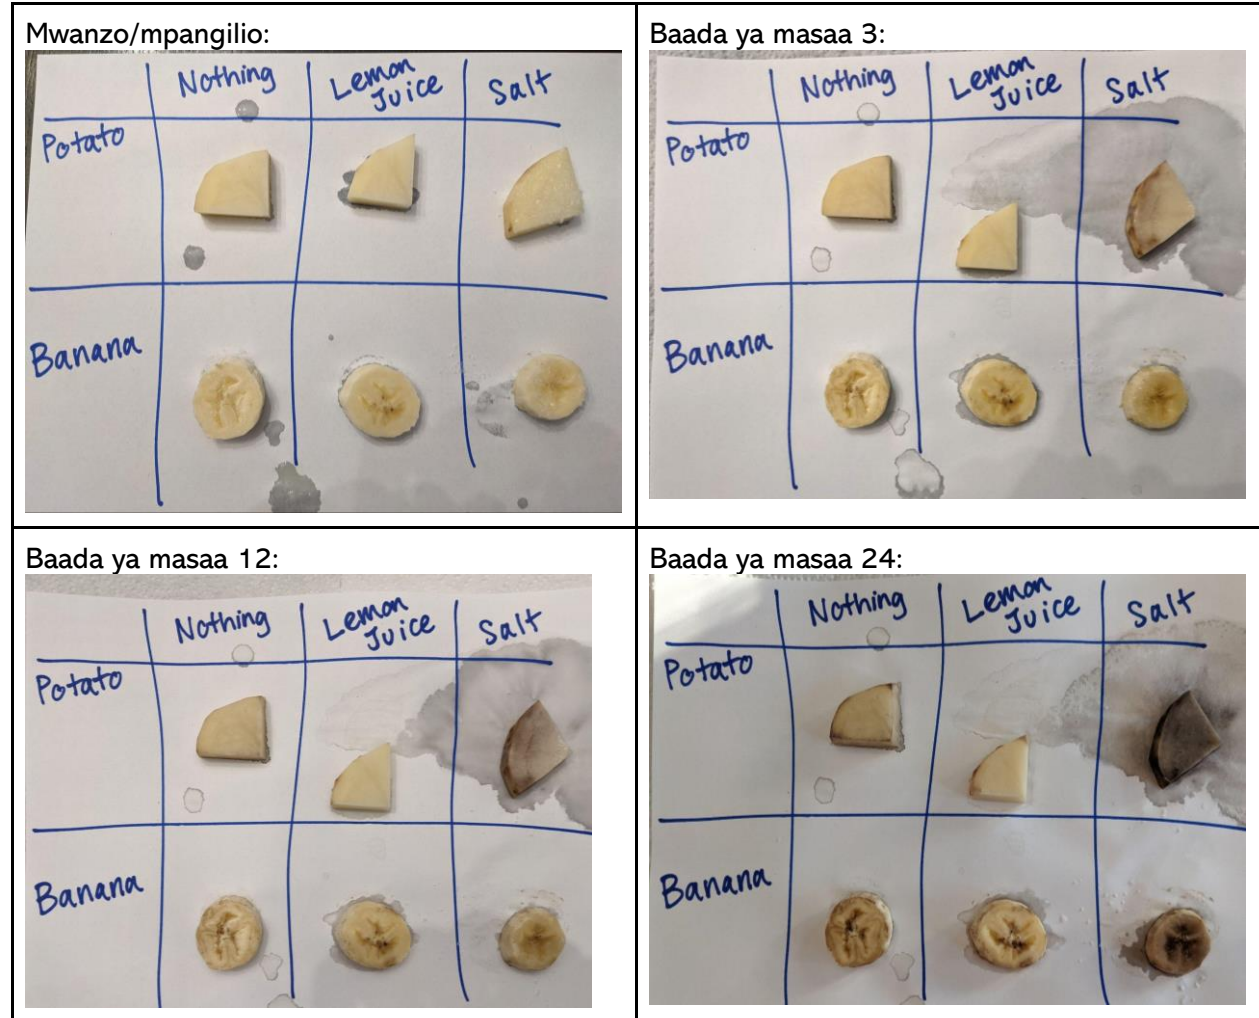 Mwanzo/mpangilio:
Nothing
Lemon
Juice
Salt
Potato
Banana
Baada ya masaa 3:
Nothing
Lemon
Juice
Salt
Potato
Banana
Baada ya masaa 12:
Nothing
Lemon
Juice
Salt
Potato
Banana
Baada ya masaa 24:
Nothing
Lemon
Juice
Salt
Potato
Banana